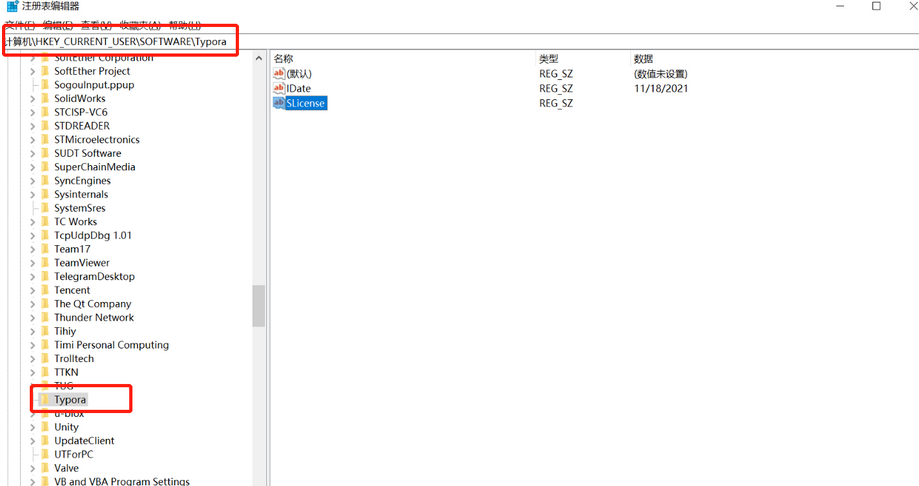 注册表编辑器
文件(F) 编辑(E) 查看(V) 收藏夹(A) 帮助(H)
计算机\HKEY_CURRENT_USER\SOFTWARE\Typora
SoftEther Corporation
SoftEther Project
SogouInput.ppup
SolidWorks
STCISP-VC6
STDREADER
STMicroelectronics
SUDT Software
SuperChainMedia
SyncEngines
Sysinternals
SystemSres
TC Works
TcpUdpDbg 1.01
Team17
TeamViewer
TelegramDesktop
Tencent
The Qt Company
Thunder Network
Tihiy
Timi Personal Computing
Trolltech
TTKN
TUG
Typora
u-blox
Unity
UpdateClient
UTForPC
Valve
VB and VBA Program Settings
名称 类型 数据
ab (默认) REG_SZ (数值未设置)
ab IDate REG_SZ 11/18/2021
ab SLicense REG_SZ